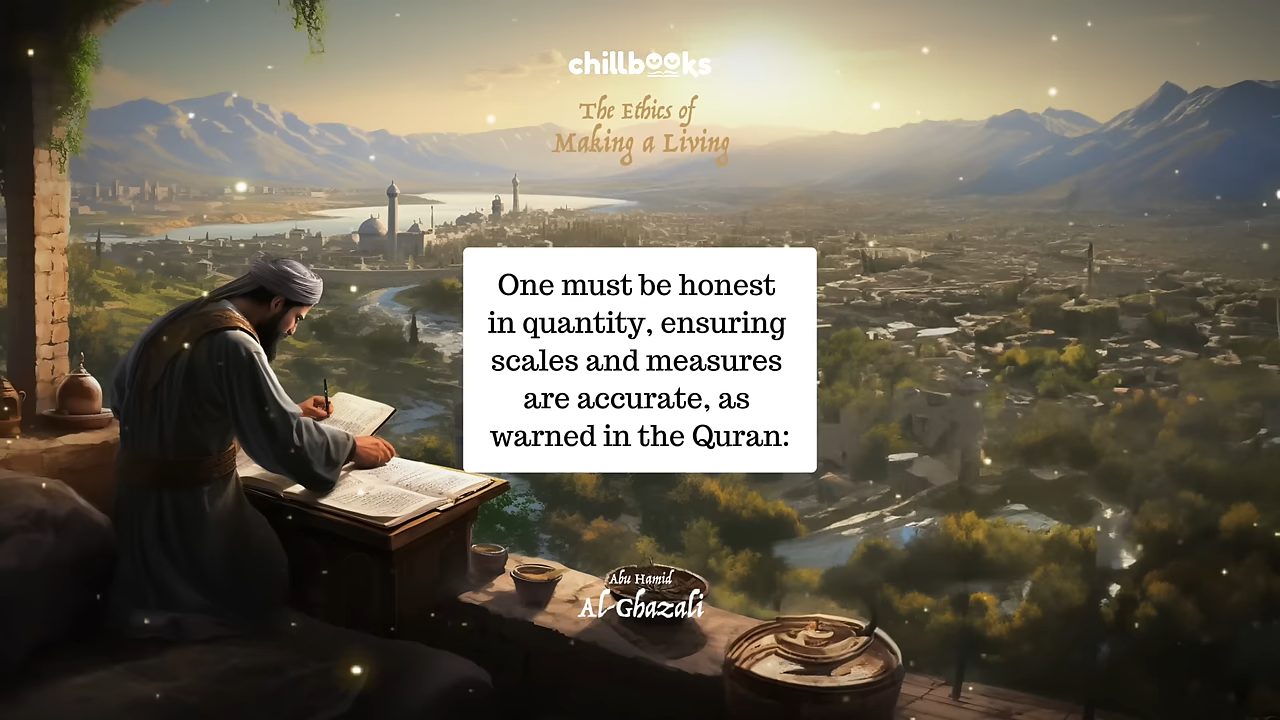 chillbooks
The Ethics of
Making a Living
One must be honest
in quantity, ensuring
scales and measures
are accurate, as
warned in the Quran:
Abu Hamid
Al-Ghazali